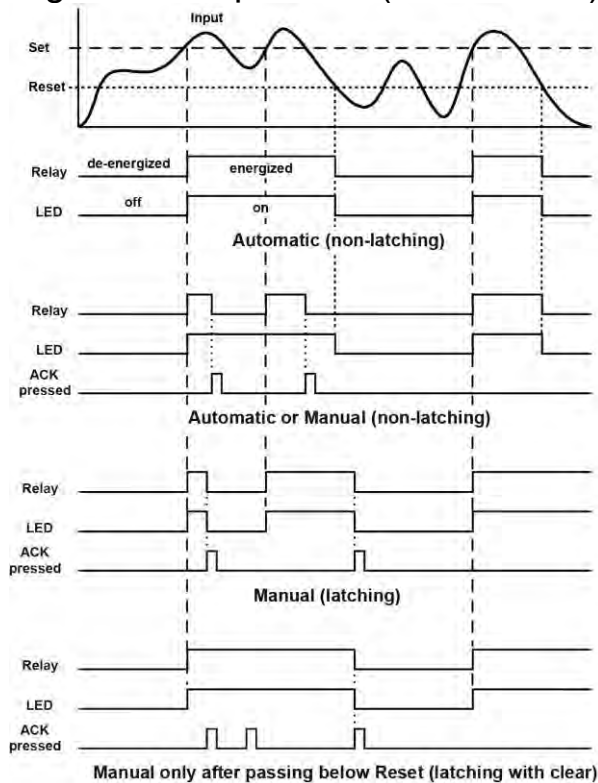 Input
Set
Reset
Relay de-energized energized
LED off on
Automatic (non-latching)
Relay
LED
ACK
pressed
Automatic or Manual (non-latching)
Relay
LED
ACK
pressed
Manual (latching)
Relay
LED
ACK
pressed
Manual only after passing below Reset (latching with clear)